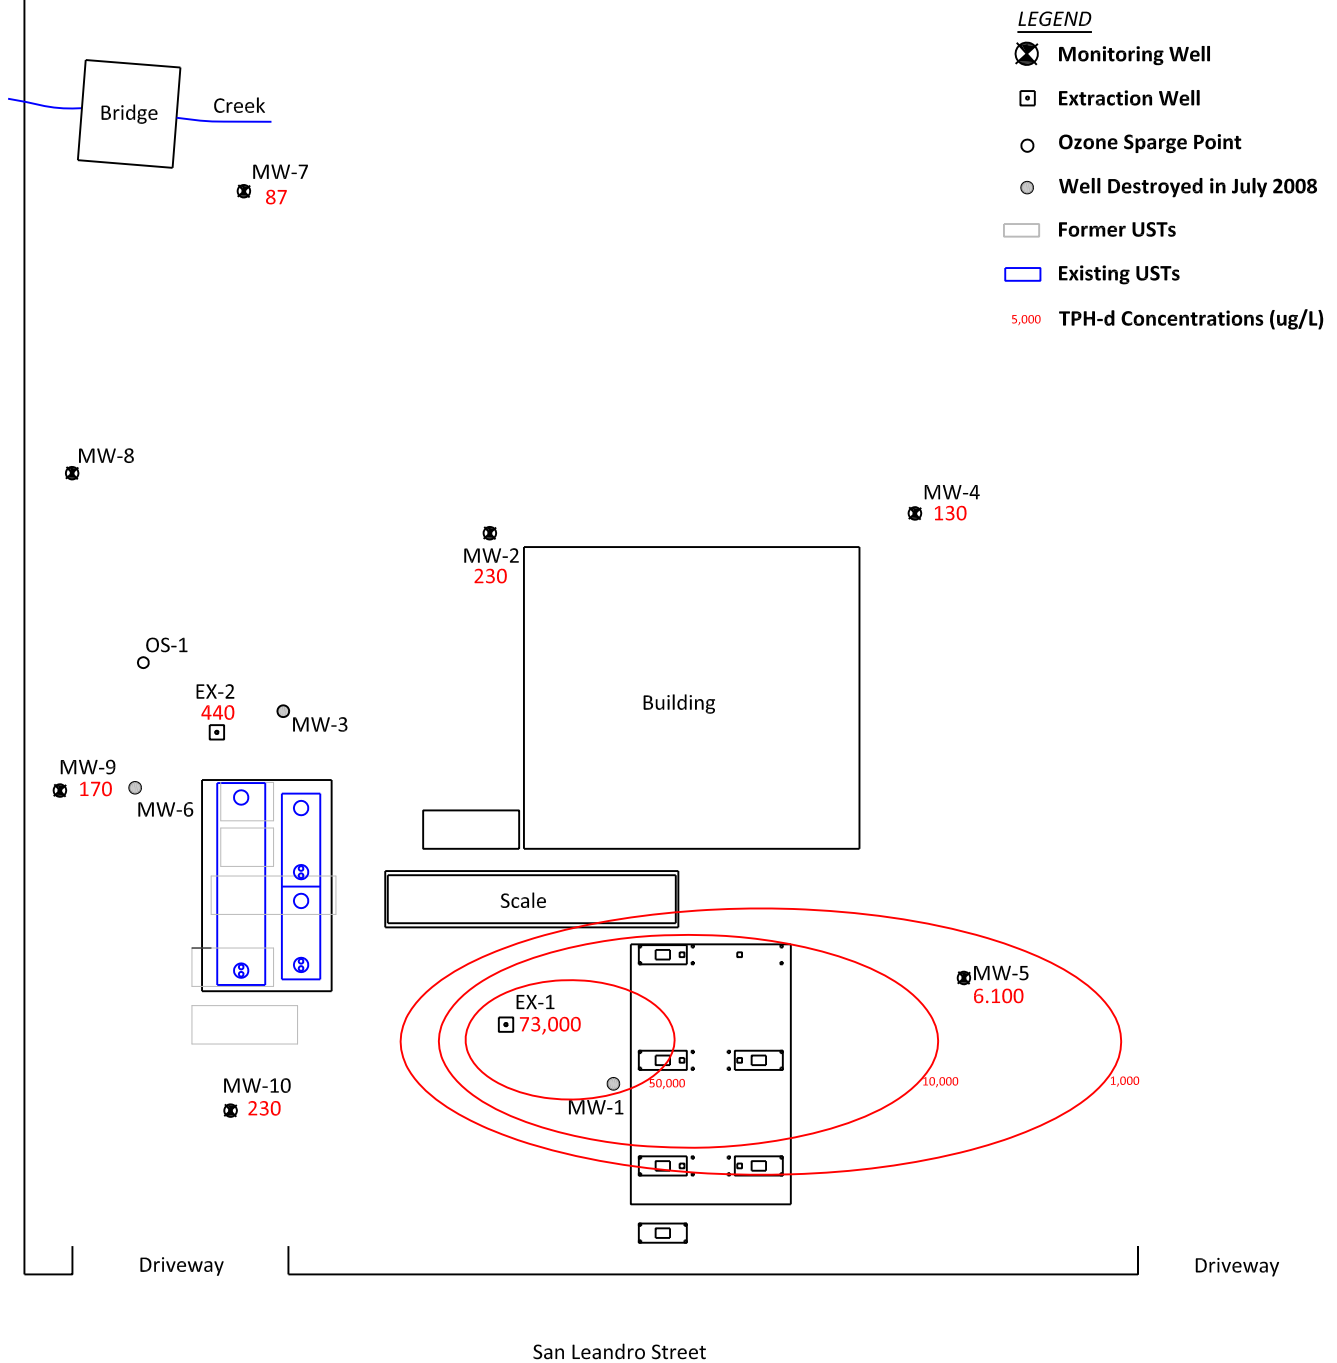 LEGEND
Monitoring Well
Extraction Well
Ozone Sparge Point
Well Destroyed in July 2008
Former USTs
Existing USTs
5,000 TPH-d Concentrations (ug/L)
Bridge
Creek
MW-7
87
MW-8
MW-4
130
MW-2
230
OS-1
EX-2
440
MW-3
Building
MW-9
170
MW-6
Scale
MW-5
6.100
EX-1
73,000
MW-10
230
MW-1
50,000
10,000
1,000
Driveway
Driveway
San Leandro Street